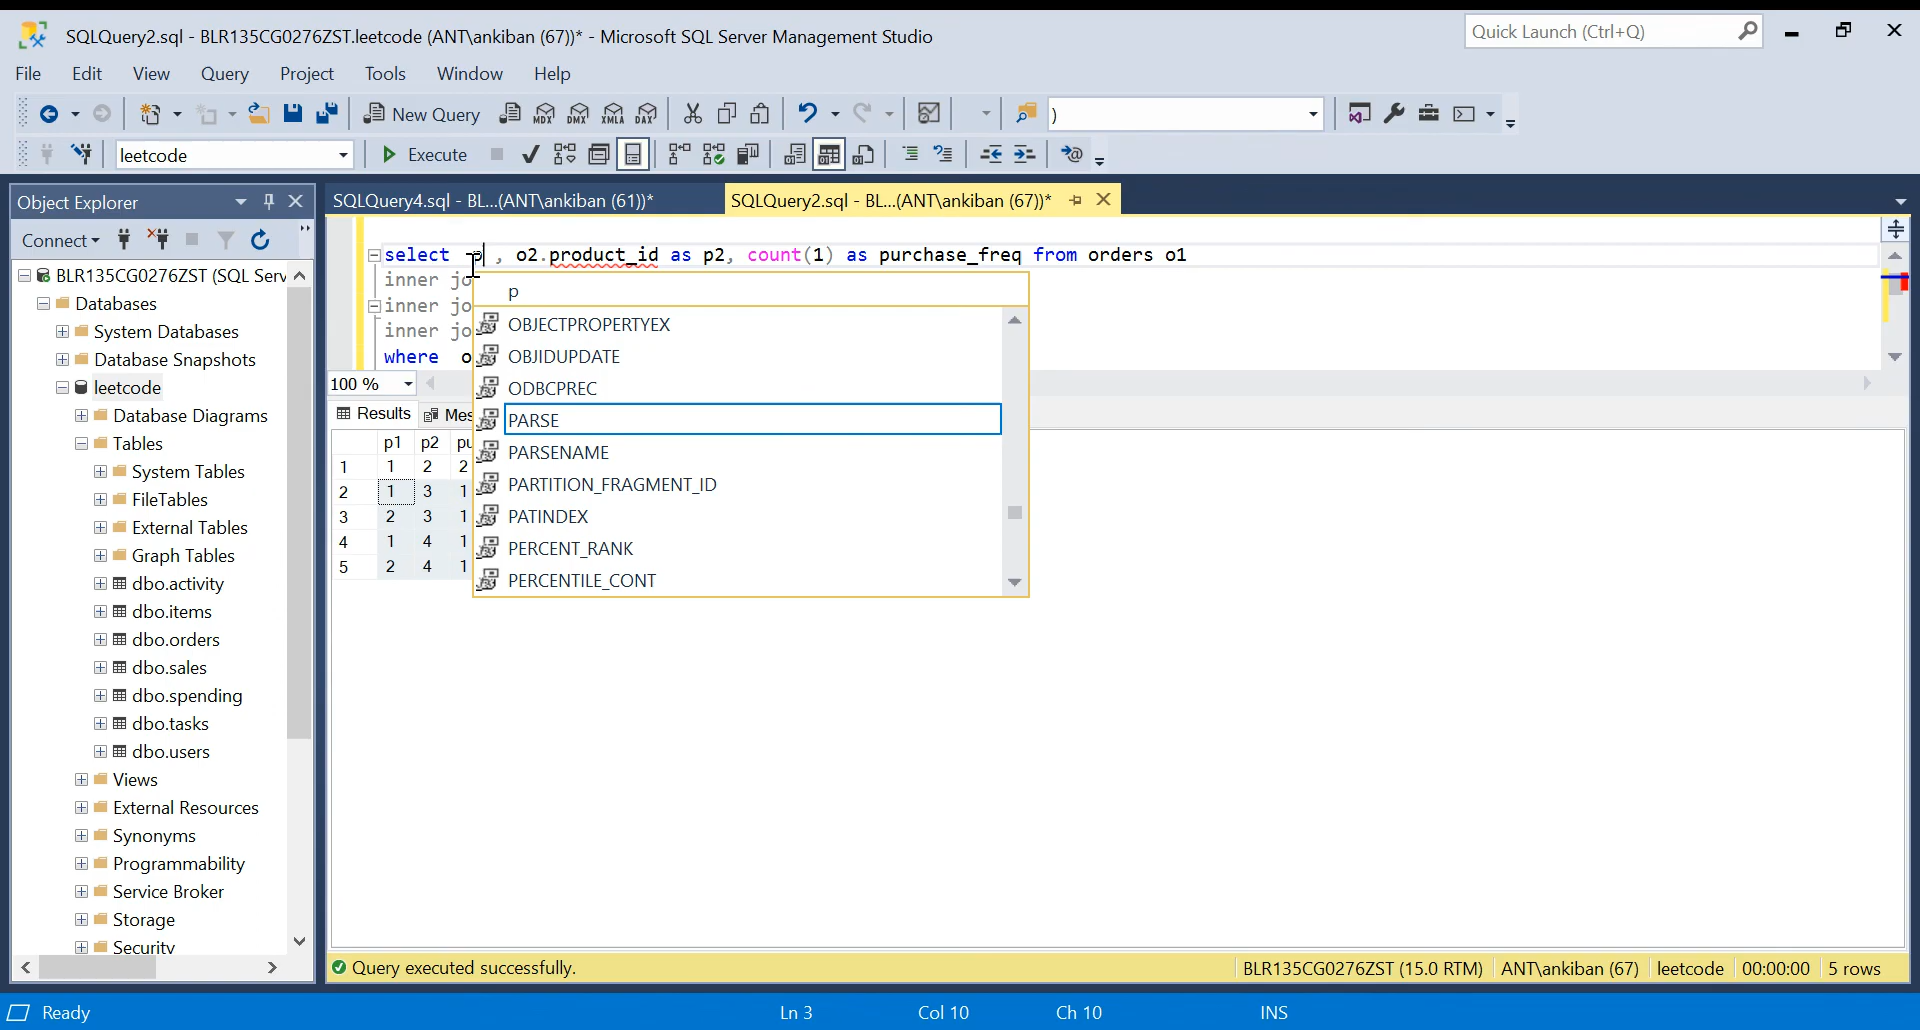 SQLQuery2.sql - BLR135CG0276ZST.leetcode (ANT\ankiban (67))* - Microsoft SQL Server Management Studio
Quick Launch (Ctrl+Q)
File Edit View Query Project Tools Window Help
New Query MDX DMX XMLA DAX )
leetcode Execute
Object Explorer
SQLQuery4.sql - BL...(ANT\ankiban (61))*
SQLQuery2.sql - BL...(ANT\ankiban (67))*
Connect
BLR135CG0276ZST (SQL Serv
Databases
System Databases
Database Snapshots
leetcode
Database Diagrams
Tables
System Tables
FileTables
External Tables
Graph Tables
dbo.activity
dbo.items
dbo.orders
dbo.sales
dbo.spending
dbo.tasks
dbo.users
Views
External Resources
Synonyms
Programmability
Service Broker
Storage
Security
select p , o2.product_id as p2, count(1) as purchase_freq from orders o1
inner jo
inner jo
inner jo
where o
p
OBJECTPROPERTYEX
OBJIDUPDATE
ODBCPREC
PARSE
PARSENAME
PARTITION_FRAGMENT_ID
PATINDEX
PERCENT_RANK
PERCENTILE_CONT
100 %
Results Mes
p1 p2 pu
1 1 2 2
2 1 3 1
3 2 3 1
4 1 4 1
5 2 4 1
Query executed successfully.
BLR135CG0276ZST (15.0 RTM) ANT\ankiban (67) leetcode 00:00:00 5 rows
Ready Ln 3 Col 10 Ch 10 INS